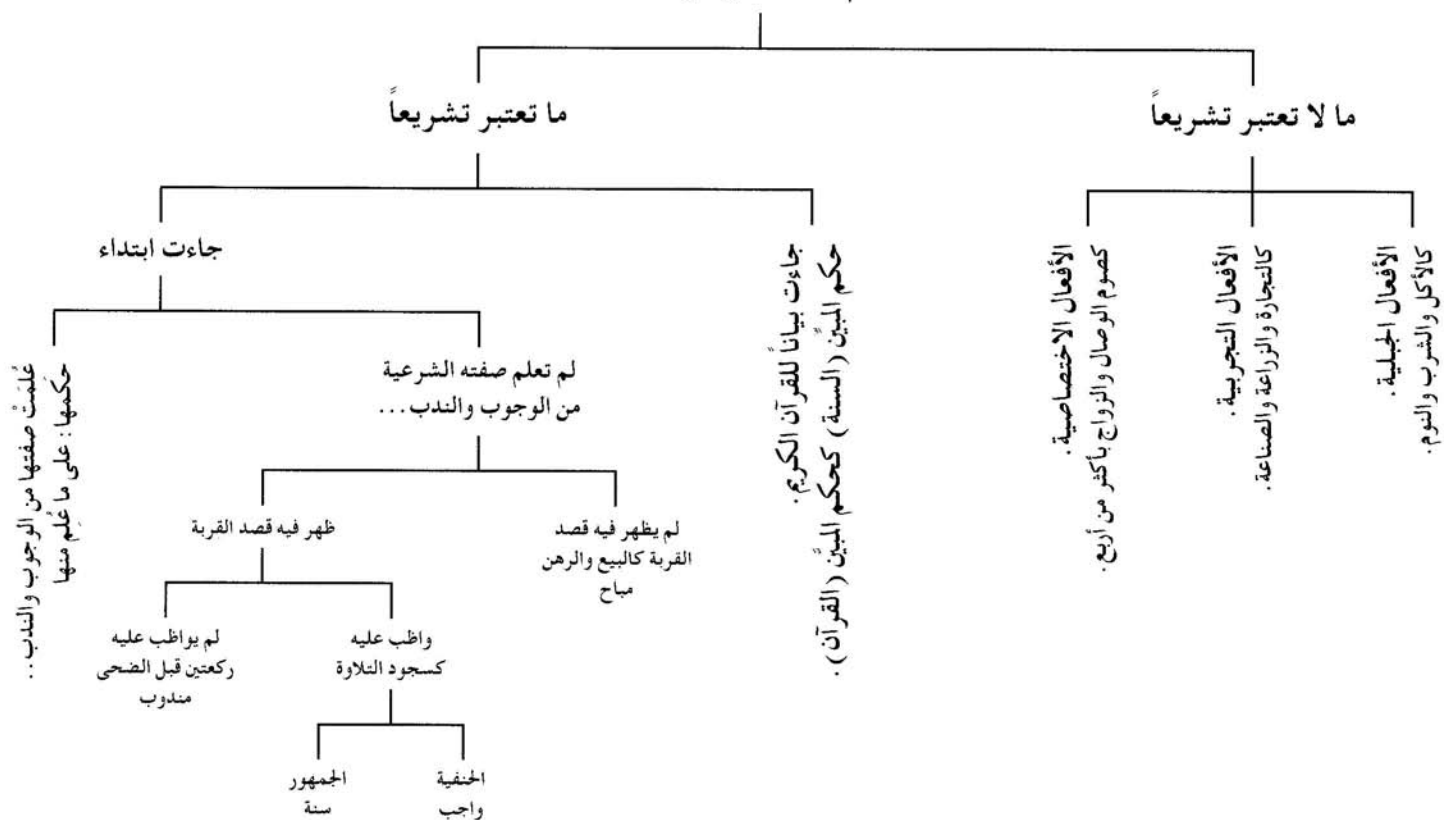 ما لا تعتبر تشريعاً
ما تعتبر تشريعاً
الأفعال الجبلية.
كالأكل والشرب والنوم.
الأفعال التجريبية.
كالتجارة والزراعة والصناعة.
الأفعال الاختصاصية.
كصوم الوصال والزواج بأكثر من أربع.
جاءت بياناً للقرآن الكريم.
حكم المبيِّن (السنة) كحكم المبيَّن (القرآن).
جاءت ابتداء
لم تعلم صفته الشرعية
من الوجوب والندب...
عُلمَتْ صفتها من الوجوب والندب...
حكمها: على ما عُلِم منها
لم يظهر فيه قصد
القربة كالبيع والرهن
مباح
ظهر فيه قصد القربة
واظب عليه
كسجود التلاوة
لم يواظب عليه
ركعتين قبل الضحى
مندوب
الحنفية
واجب
الجمهور
سنة